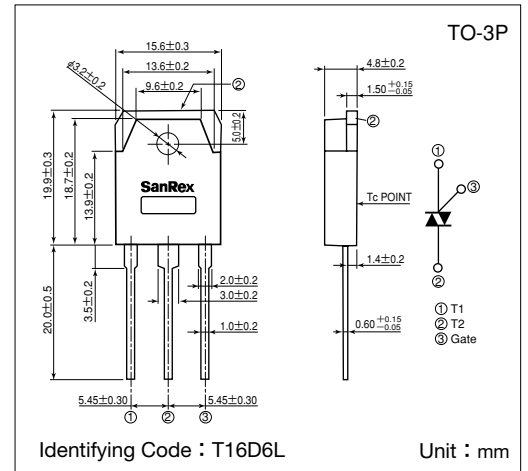 TO-3P
15.6±0.3
13.6±0.2
9.6±0.2
②
φ3.2±0.2
5.0±0.2
19.9±0.3
18.7±0.2
13.9±0.2
SanRex
20.0±0.5
3.5±0.2
2.0±0.2
3.0±0.2
1.0±0.2
5.45±0.30
5.45±0.30
① ② ③
4.8±0.2
1.50 +0.15 −0.05
②
Tc POINT
1.4±0.2
0.60 +0.15 −0.05
①
③
②
① T1
② T2
③ Gate
Identifying Code：T16D6L
Unit：mm